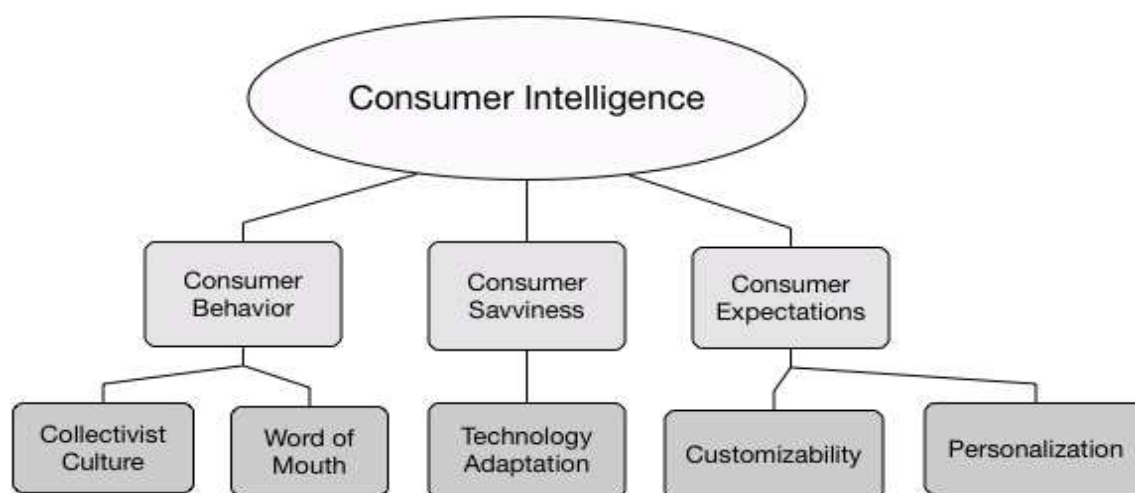 Consumer Intelligence
Consumer
Behavior
Consumer
Savviness
Consumer
Expectations
Collectivist
Culture
Word of
Mouth
Technology
Adaptation
Customizability
Personalization